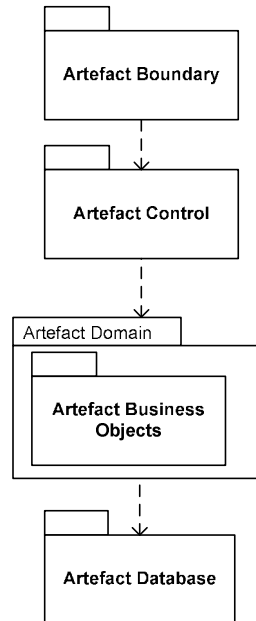 Artefact Boundary
Artefact Control
Artefact Domain
Artefact Business
Objects
Artefact Database